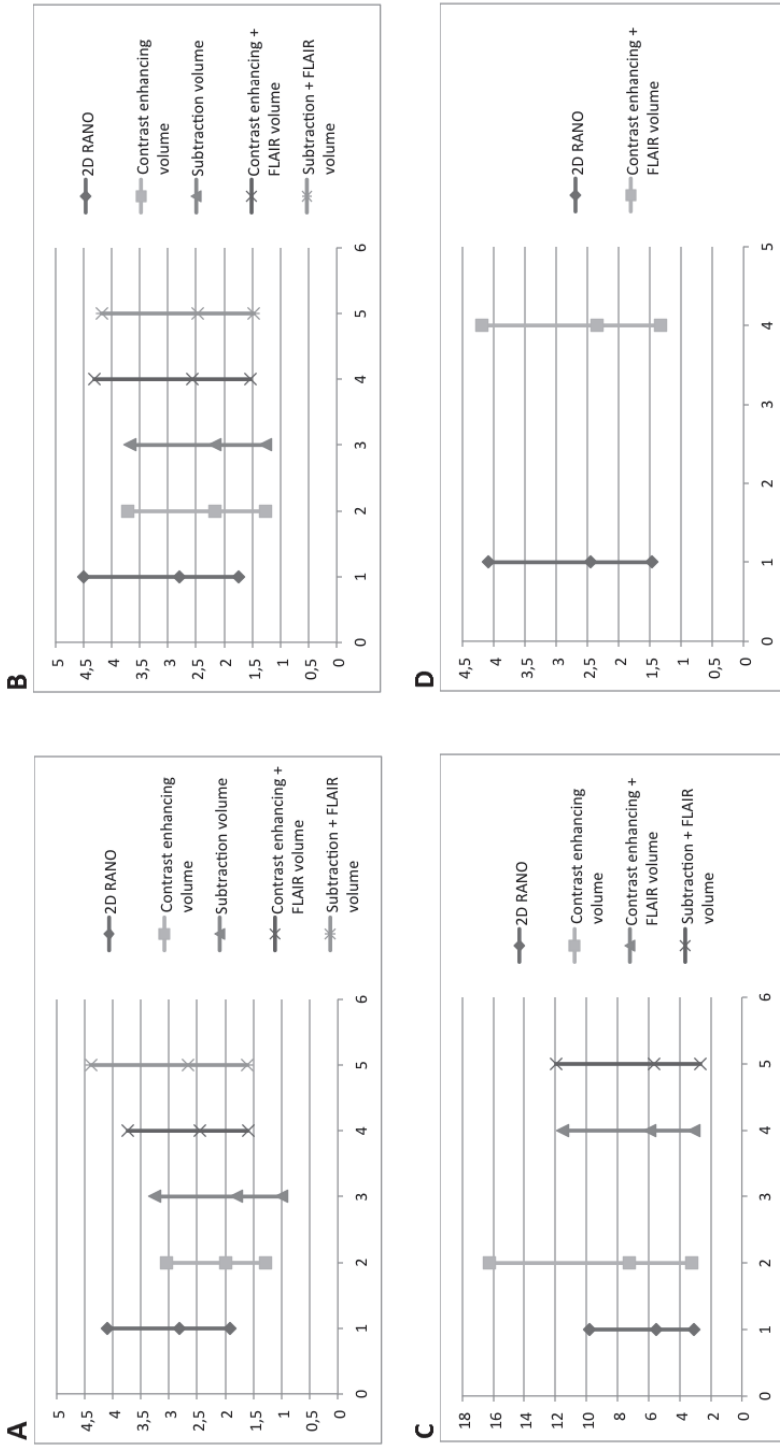 A
5
4,5
4
3,5
3
2,5
2
1,5
1
0,5
0
0 1 2 3 4 5 6
2D RANO
Contrast enhancing
volume
Subtraction volume
Contrast enhancing +
FLAIR volume
Subtraction + FLAIR
volume
B
5
4,5
4
3,5
3
2,5
2
1,5
1
0,5
0
0 1 2 3 4 5 6
2D RANO
Contrast enhancing
volume
Subtraction volume
Contrast enhancing +
FLAIR volume
Subtraction + FLAIR
volume
C
18
16
14
12
10
8
6
4
2
0
0 1 2 3 4 5 6
2D RANO
Contrast enhancing
volume
Contrast enhancing +
FLAIR volume
Subtraction + FLAIR
volume
D
4,5
4
3,5
3
2,5
2
1,5
1
0,5
0
0 1 2 3 4 5
2D RANO
Contrast enhancing +
FLAIR volume